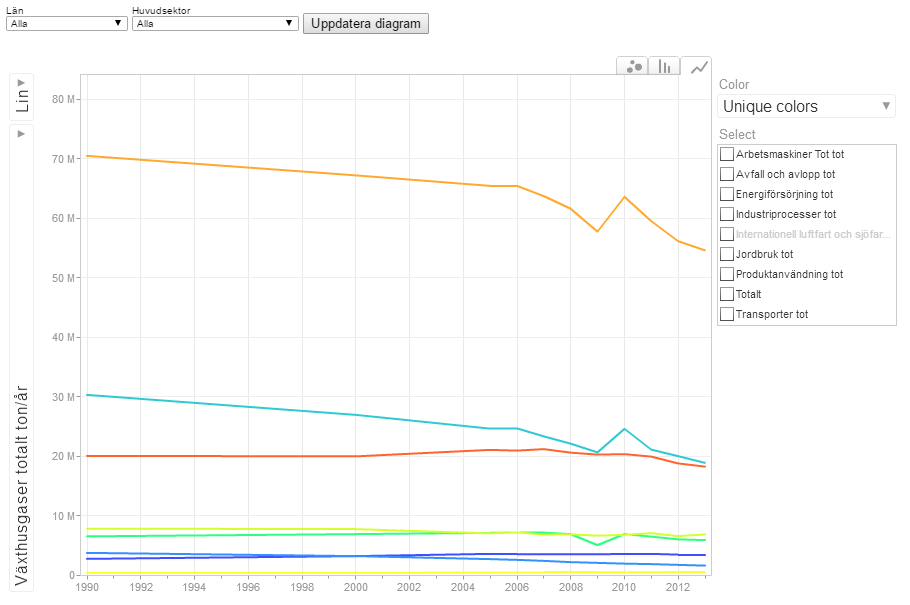 Län
Huvudsektor
Alla
Alla
Uppdatera diagram
Lin
Växthusgaser totalt ton/år
80 M
70 M
60 M
50 M
40 M
30 M
20 M
10 M
0
1990 1992 1994 1996 1998 2000 2002 2004 2006 2008 2010 2012
Color
Unique colors
Select
Arbetsmaskiner Tot tot
Avfall och avlopp tot
Energiförsörjning tot
Industriprocesser tot
Internationell luftfart och sjöfar...
Jordbruk tot
Produktanvändning tot
Totalt
Transporter tot